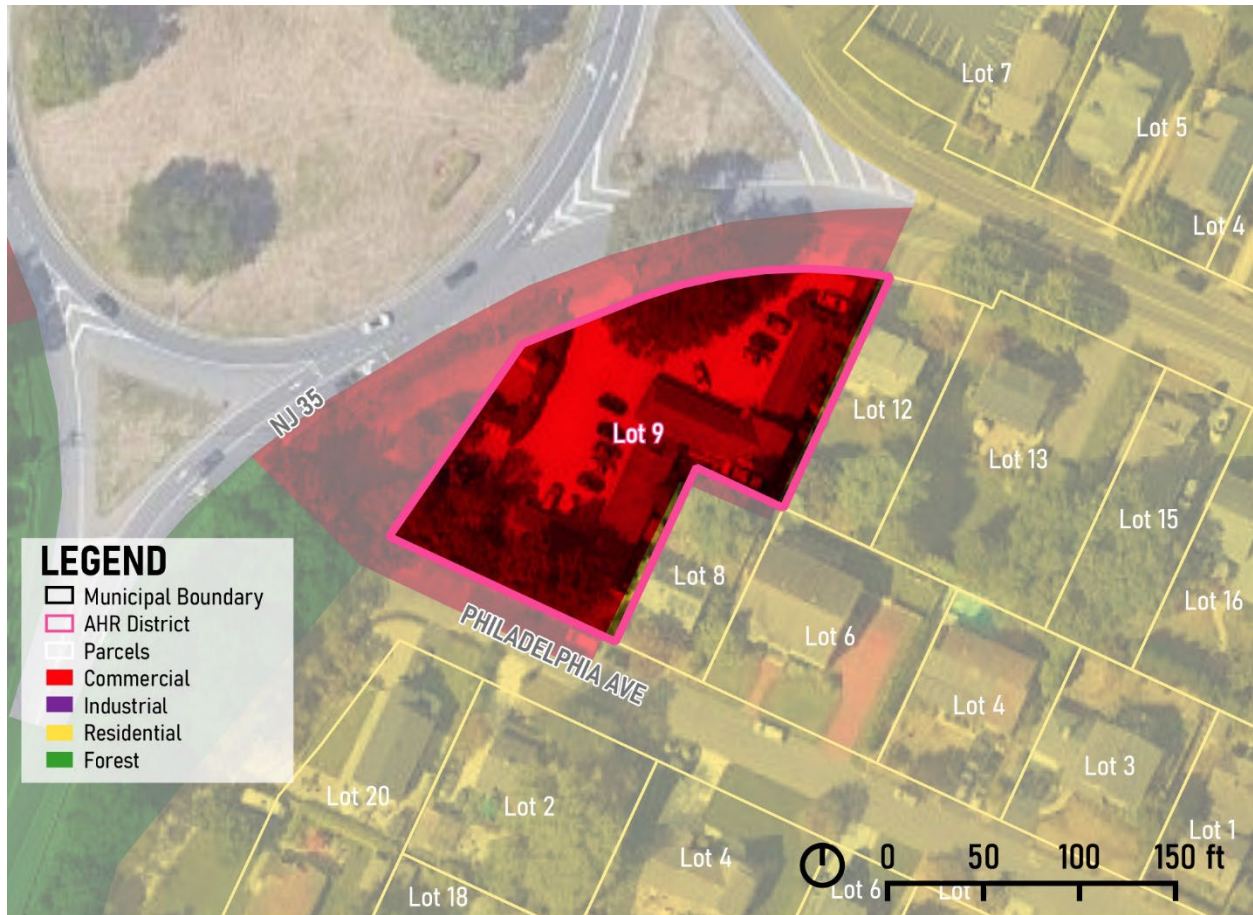 Lot 7
Lot 5
Lot 4
NJ 35
Lot 9
Lot 12
Lot 13
Lot 15
Lot 16
Lot 8
Lot 6
Lot 4
Lot 3
Lot 1
PHILADELPHIA AVE
Lot 20
Lot 2
Lot 4
Lot 18
Lot 6
Lot
LEGEND
Municipal Boundary
AHR District
Parcels
Commercial
Industrial
Residential
Forest
0 50 100 150 ft